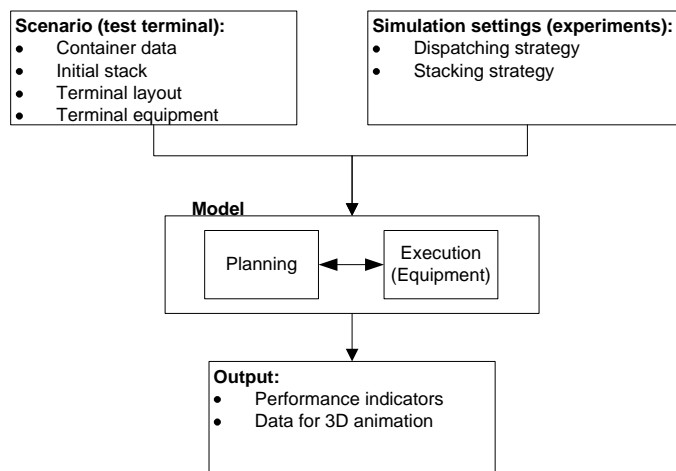 Scenario (test terminal):
• Container data
• Initial stack
• Terminal layout
• Terminal equipment
Simulation settings (experiments):
• Dispatching strategy
• Stacking strategy
Model
Planning
Execution
(Equipment)
Output:
• Performance indicators
• Data for 3D animation